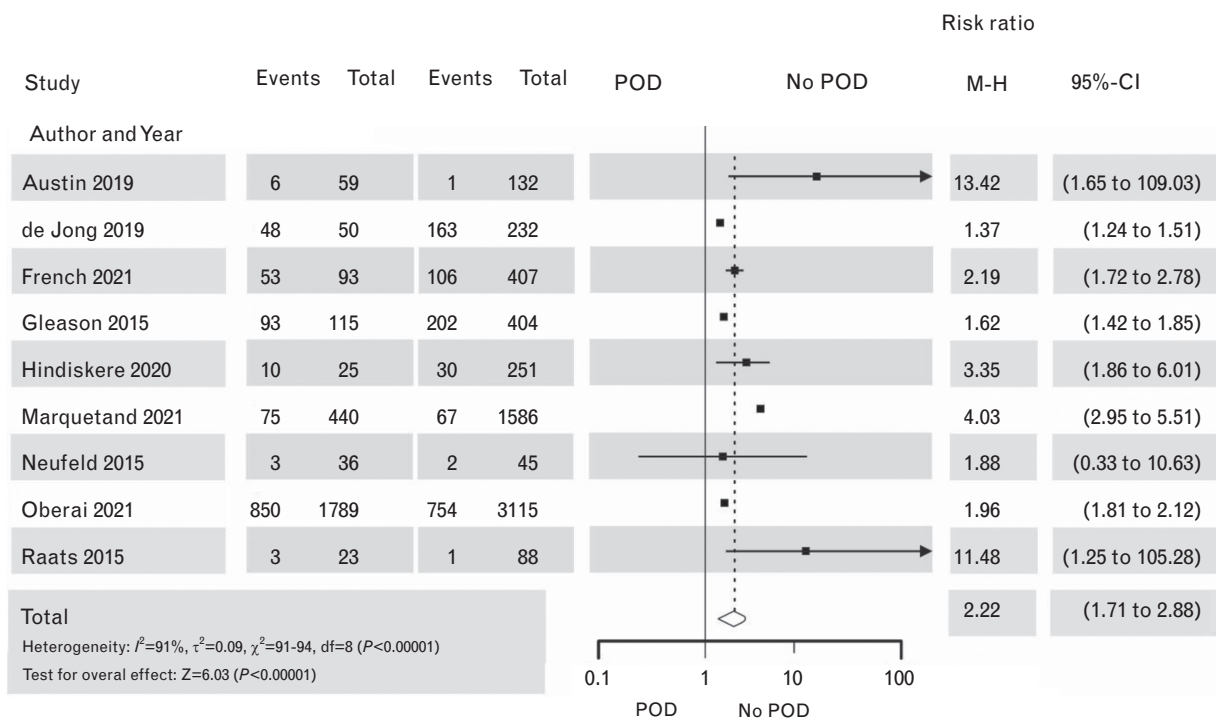 Risk ratio
Study Events Total Events Total POD No POD M-H 95%-CI
Author and Year
Austin 2019 6 59 1 132 13.42 (1.65 to 109.03)
de Jong 2019 48 50 163 232 1.37 (1.24 to 1.51)
French 2021 53 93 106 407 2.19 (1.72 to 2.78)
Gleason 2015 93 115 202 404 1.62 (1.42 to 1.85)
Hindiskere 2020 10 25 30 251 3.35 (1.86 to 6.01)
Marquetand 2021 75 440 67 1586 4.03 (2.95 to 5.51)
Neufeld 2015 3 36 2 45 1.88 (0.33 to 10.63)
Oberai 2021 850 1789 754 3115 1.96 (1.81 to 2.12)
Raats 2015 3 23 1 88 11.48 (1.25 to 105.28)
Total 2.22 (1.71 to 2.88)
Heterogeneity: I²=91%, τ²=0.09, χ²=91-94, df=8 (P<0.00001)
Test for overal effect: Z=6.03 (P<0.00001)
0.1 1 10 100
POD No POD